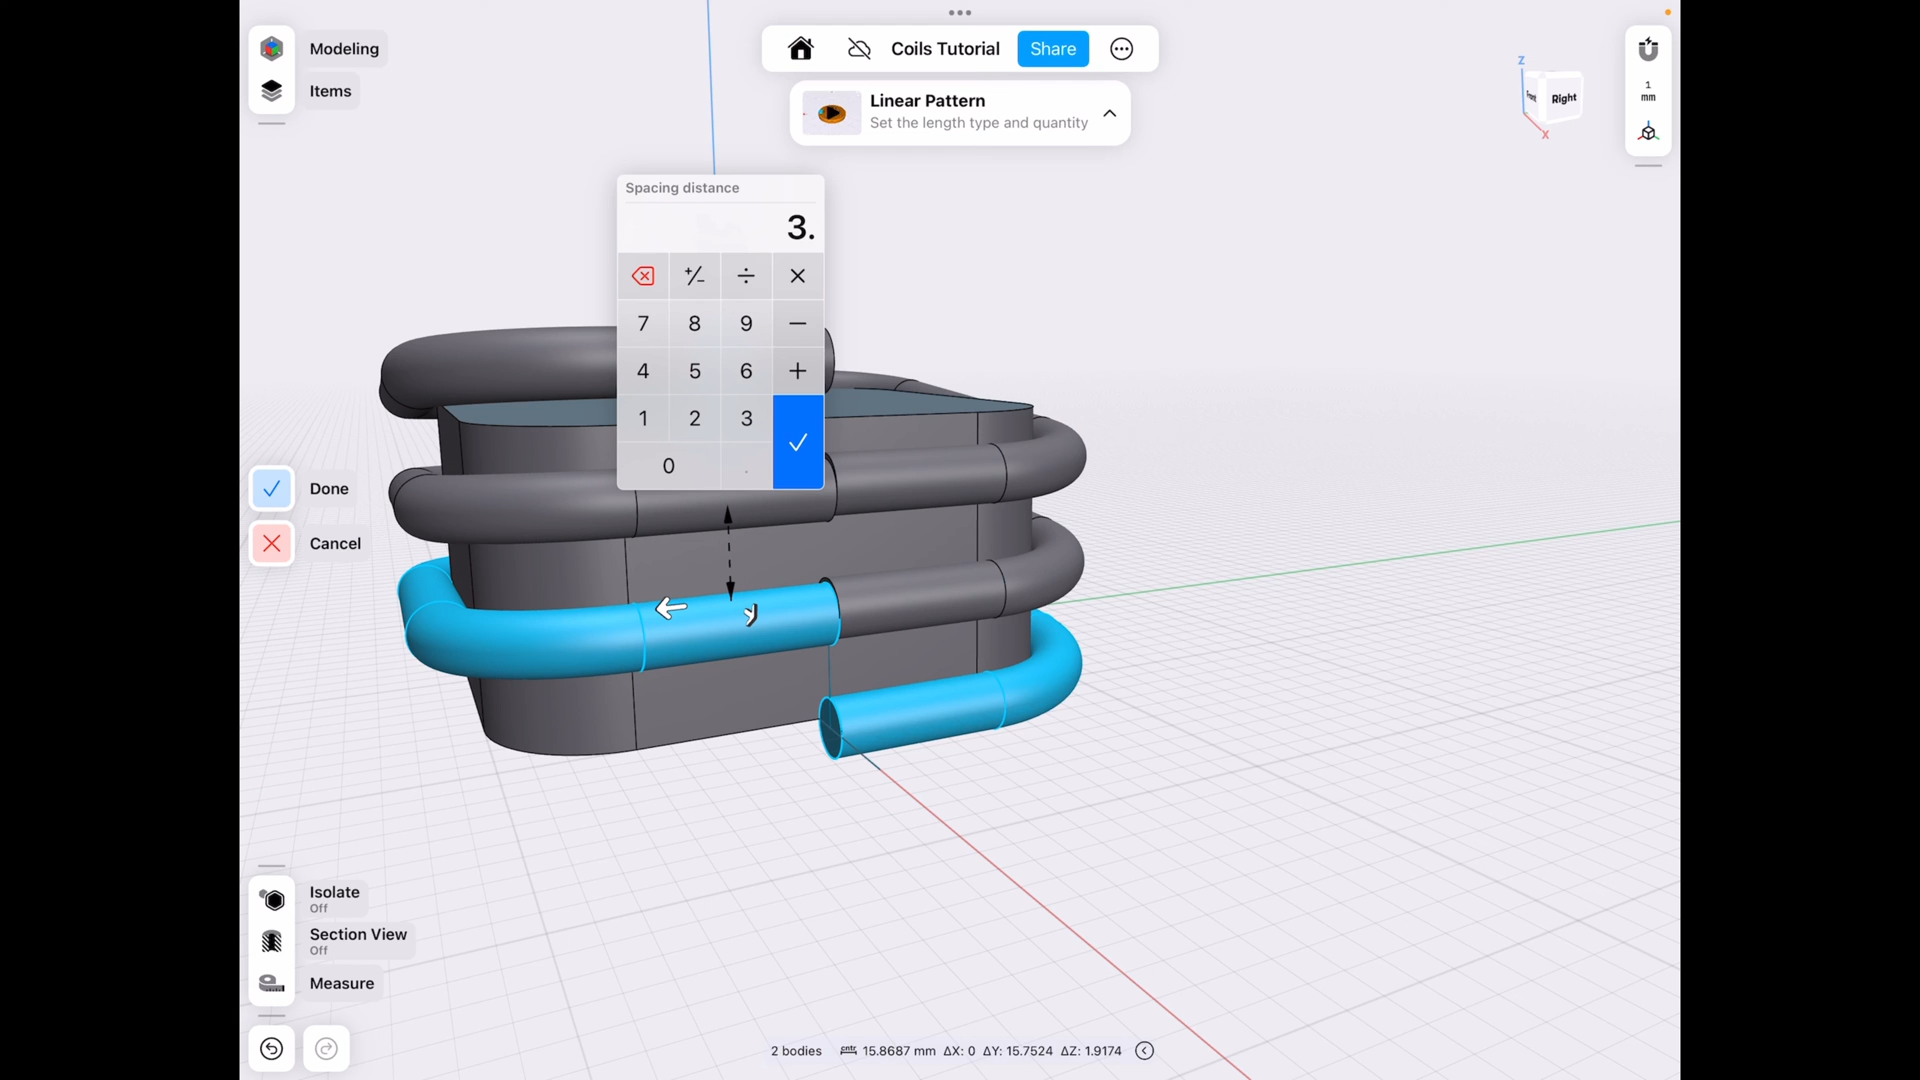 Modeling
Items
Coils Tutorial
Share
Linear Pattern
Set the length type and quantity
Z
Front
Right
X
1
mm
Spacing distance
3.
+/− ÷ ×
7 8 9 −
4 5 6 +
1 2 3
0 .
Done
Cancel
Isolate
Off
Section View
Off
Measure
2 bodies cntr 15.8687 mm ΔX: 0 ΔY: 15.7524 ΔZ: 1.9174